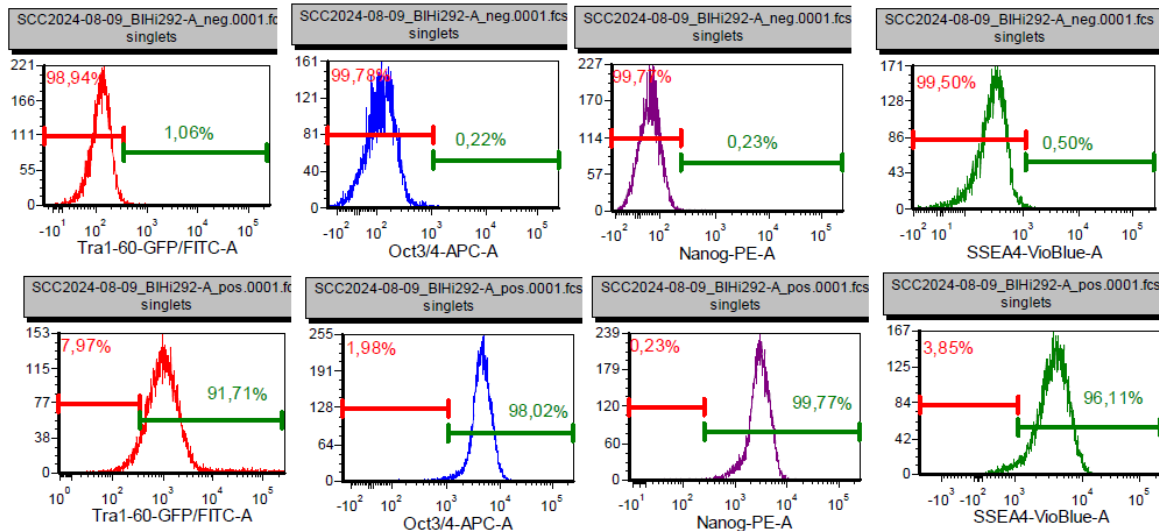 SCC2024-08-09_BIHi292-A_neg.0001.fcs
singlets
98,94%
1,06%
221
166
111
55
0
-10¹ 10² 10³ 10⁴ 10⁵
Tra1-60-GFP/FITC-A
SCC2024-08-09_BIHi292-A_neg.0001.fcs
singlets
99,78%
0,22%
161
121
81
40
0
-10² 10² 10³ 10⁴ 10⁵
Oct3/4-APC-A
SCC2024-08-09_BIHi292-A_neg.0001.fcs
singlets
99,77%
0,23%
227
170
114
57
0
-10² 10² 10³ 10⁴ 10⁵
Nanog-PE-A
SCC2024-08-09_BIHi292-A_neg.0001.fcs
singlets
99,50%
0,50%
171
128
86
43
0
-10² 10¹ 10³ 10⁴ 10⁵
SSEA4-VioBlue-A
SCC2024-08-09_BIHi292-A_pos.0001.fcs
singlets
7,97%
91,71%
153
115
77
38
0
10⁰ 10² 10³ 10⁴ 10⁵
Tra1-60-GFP/FITC-A
SCC2024-08-09_BIHi292-A_pos.0001.fcs
singlets
1,98%
98,02%
255
191
128
64
0
-10² 10² 10³ 10⁴ 10⁵
Oct3/4-APC-A
SCC2024-08-09_BIHi292-A_pos.0001.fcs
singlets
0,23%
99,77%
239
179
120
60
0
-10¹ 10² 10³ 10⁴ 10⁵
Nanog-PE-A
SCC2024-08-09_BIHi292-A_pos.0001.fcs
singlets
3,85%
96,11%
167
125
84
42
0
-10³ -10² 10³ 10⁴ 10⁵
SSEA4-VioBlue-A